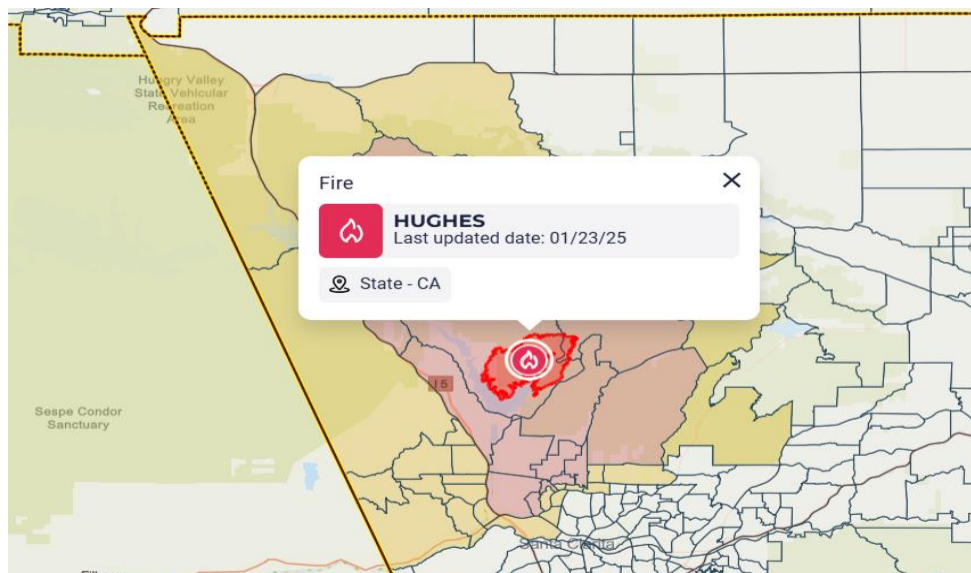 Hungry Valley
State Vehicular
Recreation
Area
Fire
HUGHES
Last updated date: 01/23/25
State - CA
I 5
Sespe Condor
Sanctuary
Santa Clarita